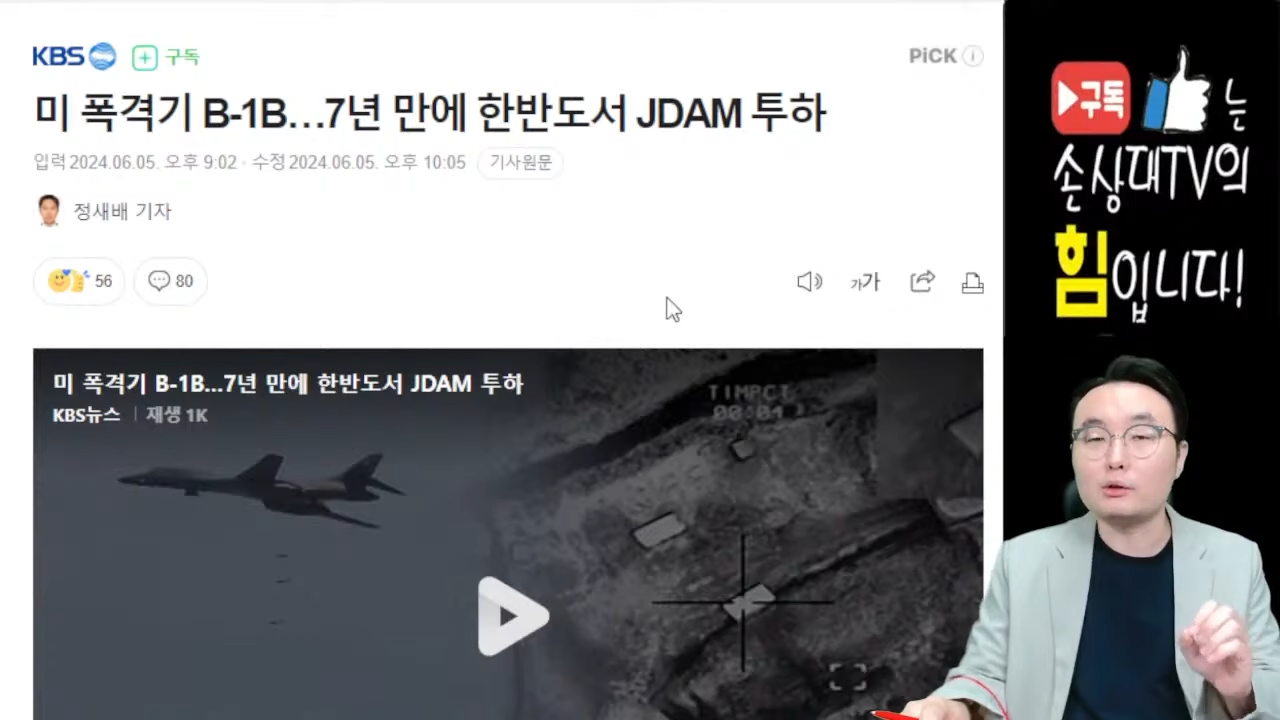 KBS 구독
PiCK
미 폭격기 B-1B...7년 만에 한반도서 JDAM 투하
입력 2024.06.05. 오후 9:02 · 수정 2024.06.05. 오후 10:05 기사원문
정새배 기자
56 80
가가
미 폭격기 B-1B...7년 만에 한반도서 JDAM 투하
KBS뉴스 | 재생 1K
TIMPCT
00:04
구독 는
손상대TV의
힘입니다!